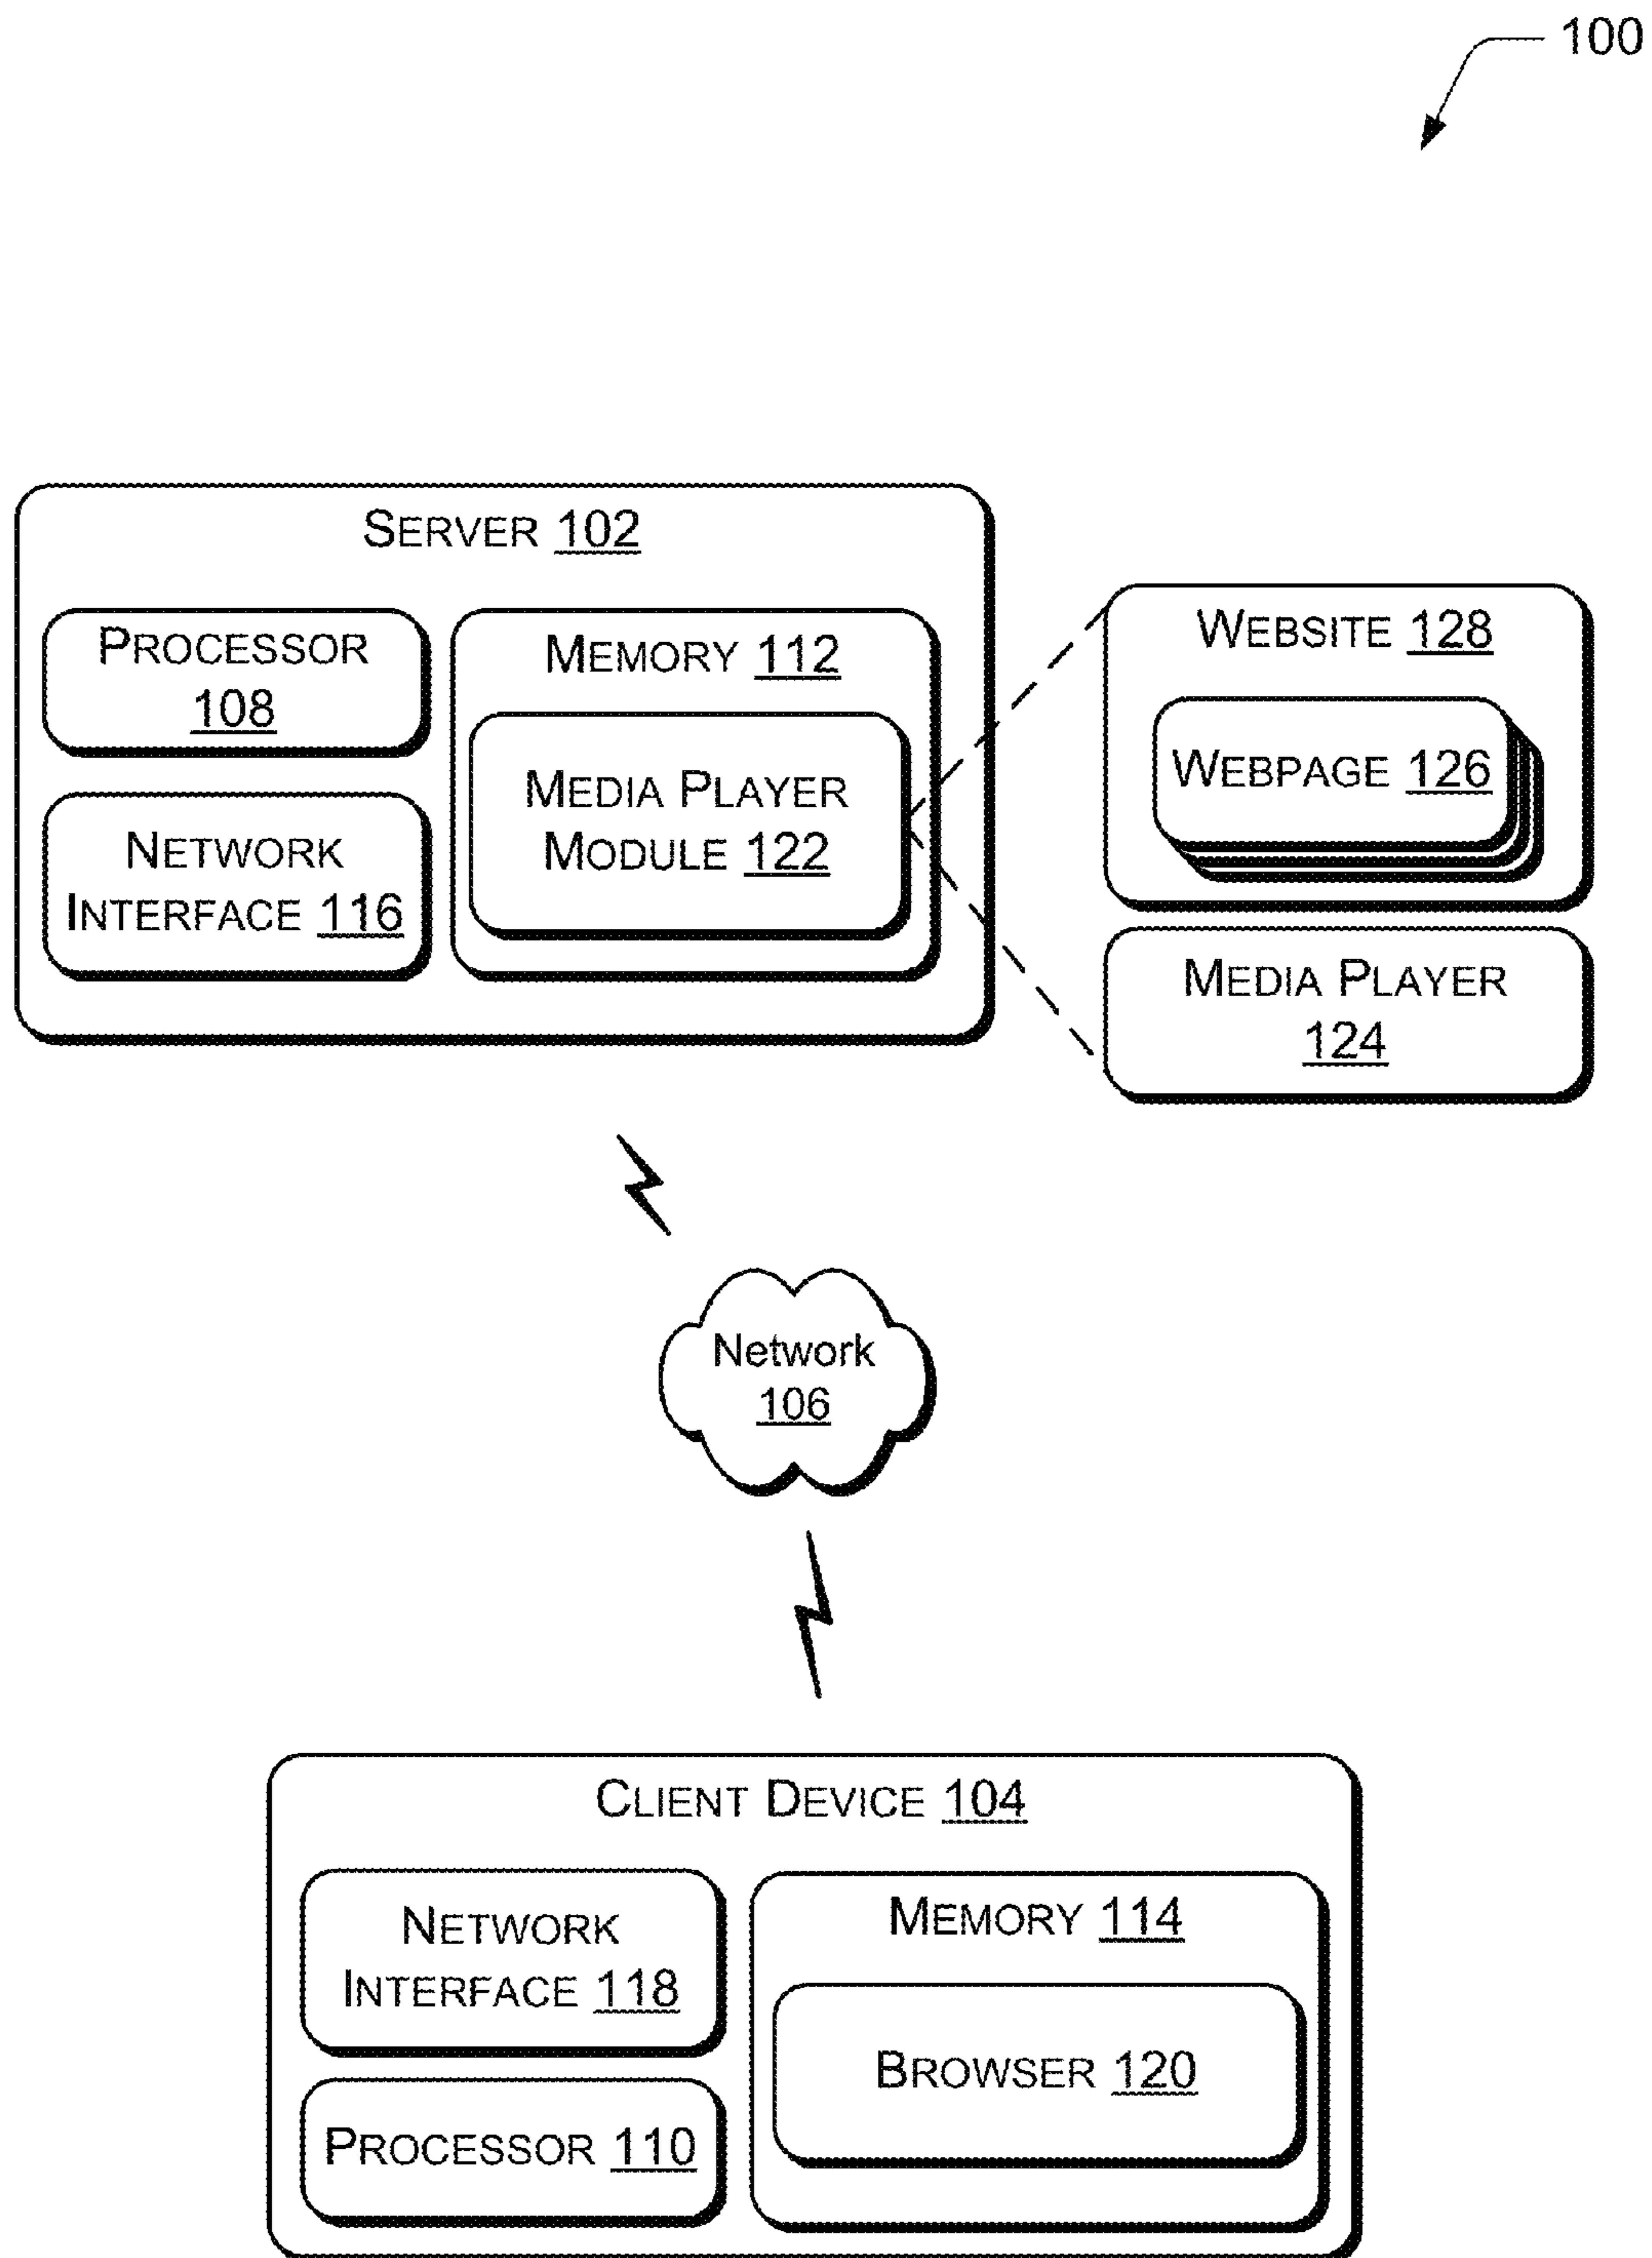 100
SERVER 102
PROCESSOR
108
MEMORY 112
MEDIA PLAYER
MODULE 122
NETWORK
INTERFACE 116
WEBSITE 128
WEBPAGE 126
MEDIA PLAYER
124
Network
106
CLIENT DEVICE 104
NETWORK
INTERFACE 118
PROCESSOR 110
MEMORY 114
BROWSER 120